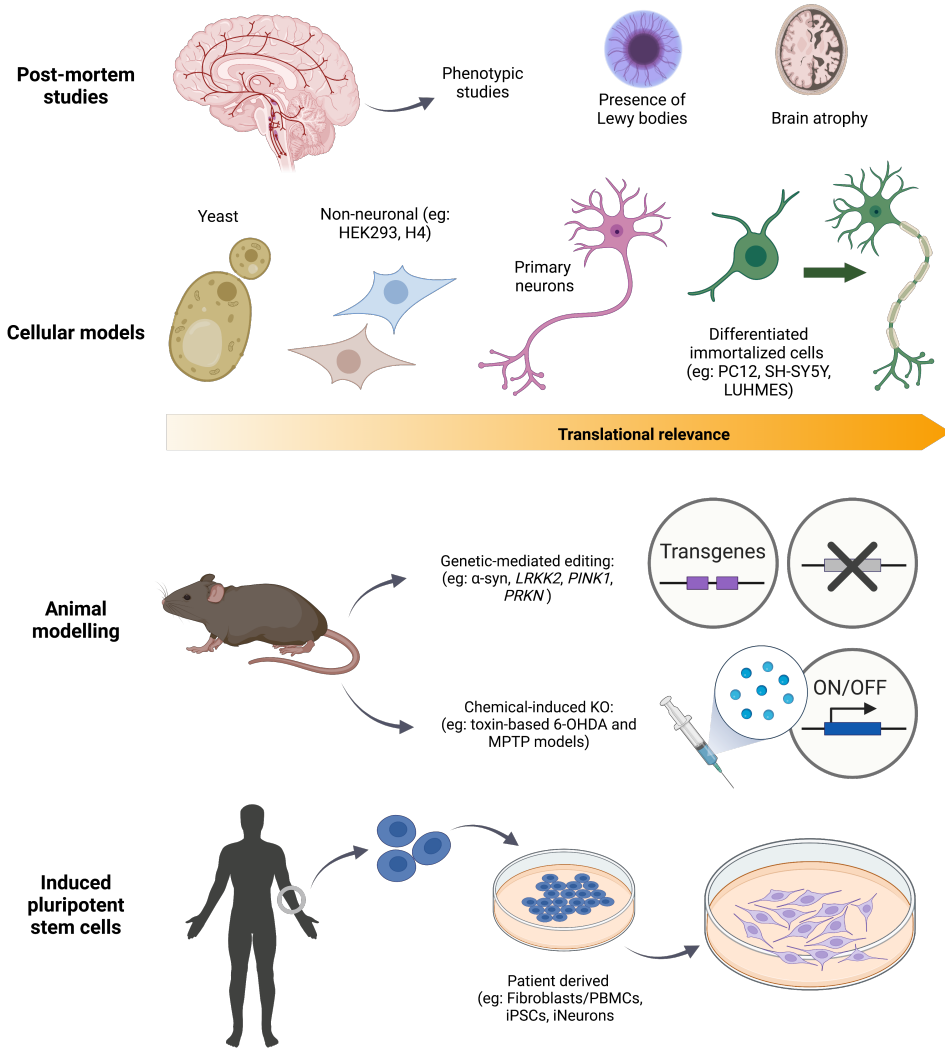 Post-mortem
studies
Phenotypic
studies
Presence of
Lewy bodies
Brain atrophy
Cellular models
Yeast
Non-neuronal (eg:
HEK293, H4)
Primary
neurons
Differentiated
immortalized cells
(eg: PC12, SH-SY5Y,
LUHMES)
Translational relevance
Animal
modelling
Genetic-mediated editing:
(eg: α-syn, LRKK2, PINK1,
PRKN )
Transgenes
Chemical-induced KO:
(eg: toxin-based 6-OHDA and
MPTP models)
ON/OFF
Induced
pluripotent
stem cells
Patient derived
(eg: Fibroblasts/PBMCs,
iPSCs, iNeurons